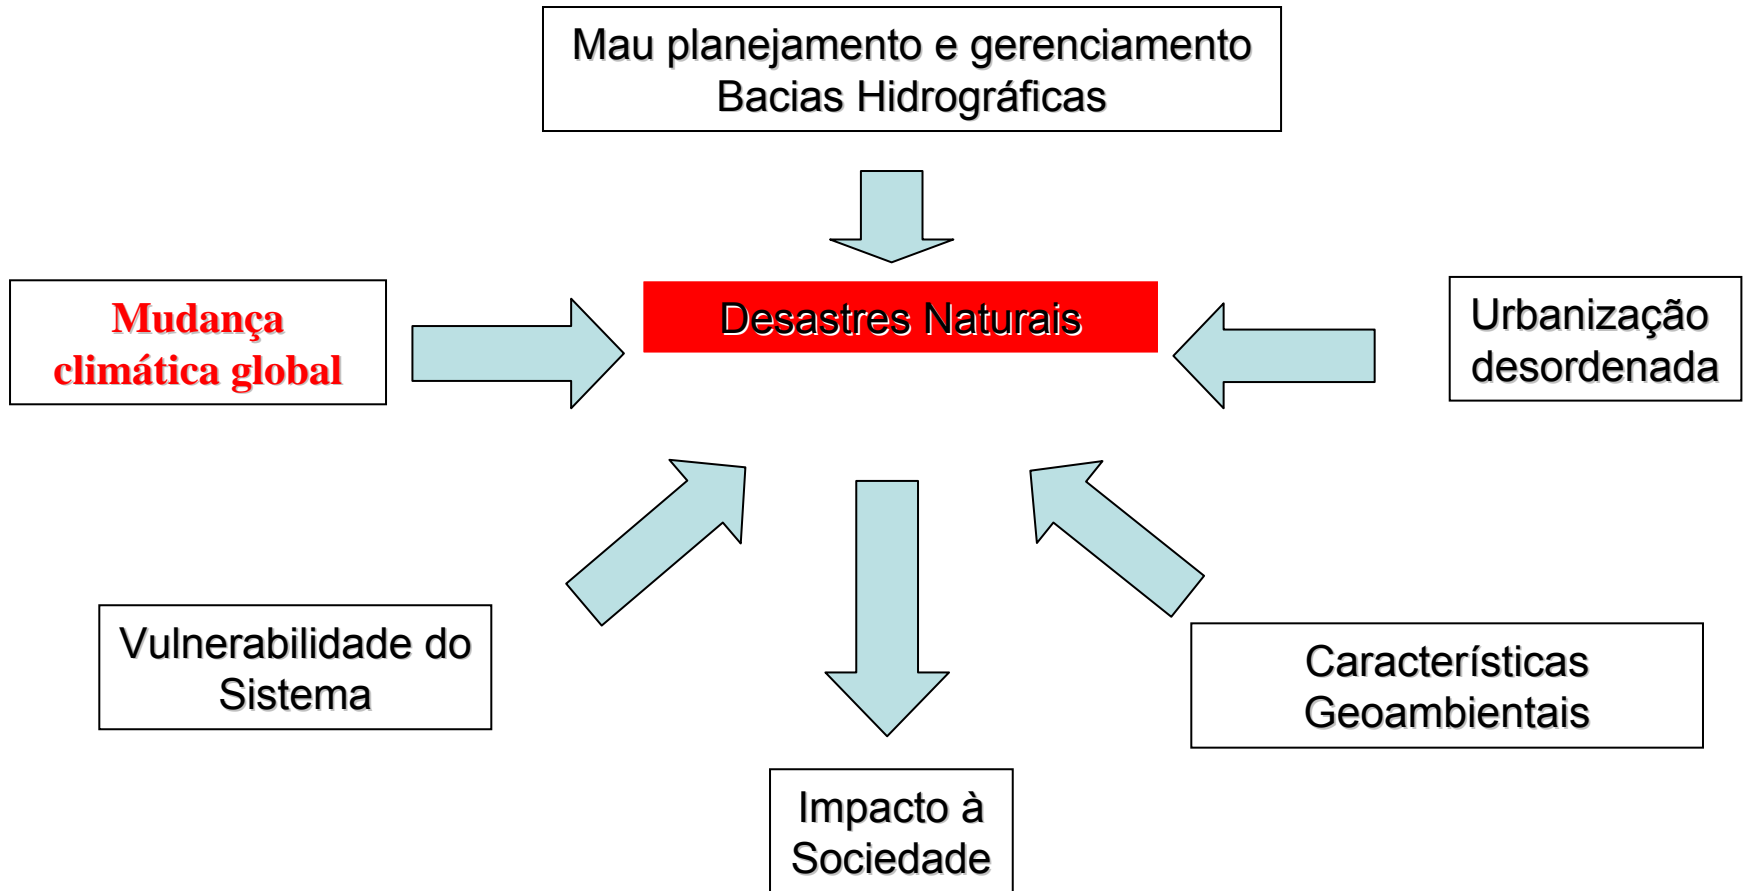 Mau planejamento e gerenciamento
Bacias Hidrográficas
Mudança
climática global
Desastres Naturais
Urbanização
desordenada
Vulnerabilidade do
Sistema
Características
Geoambientais
Impacto à
Sociedade